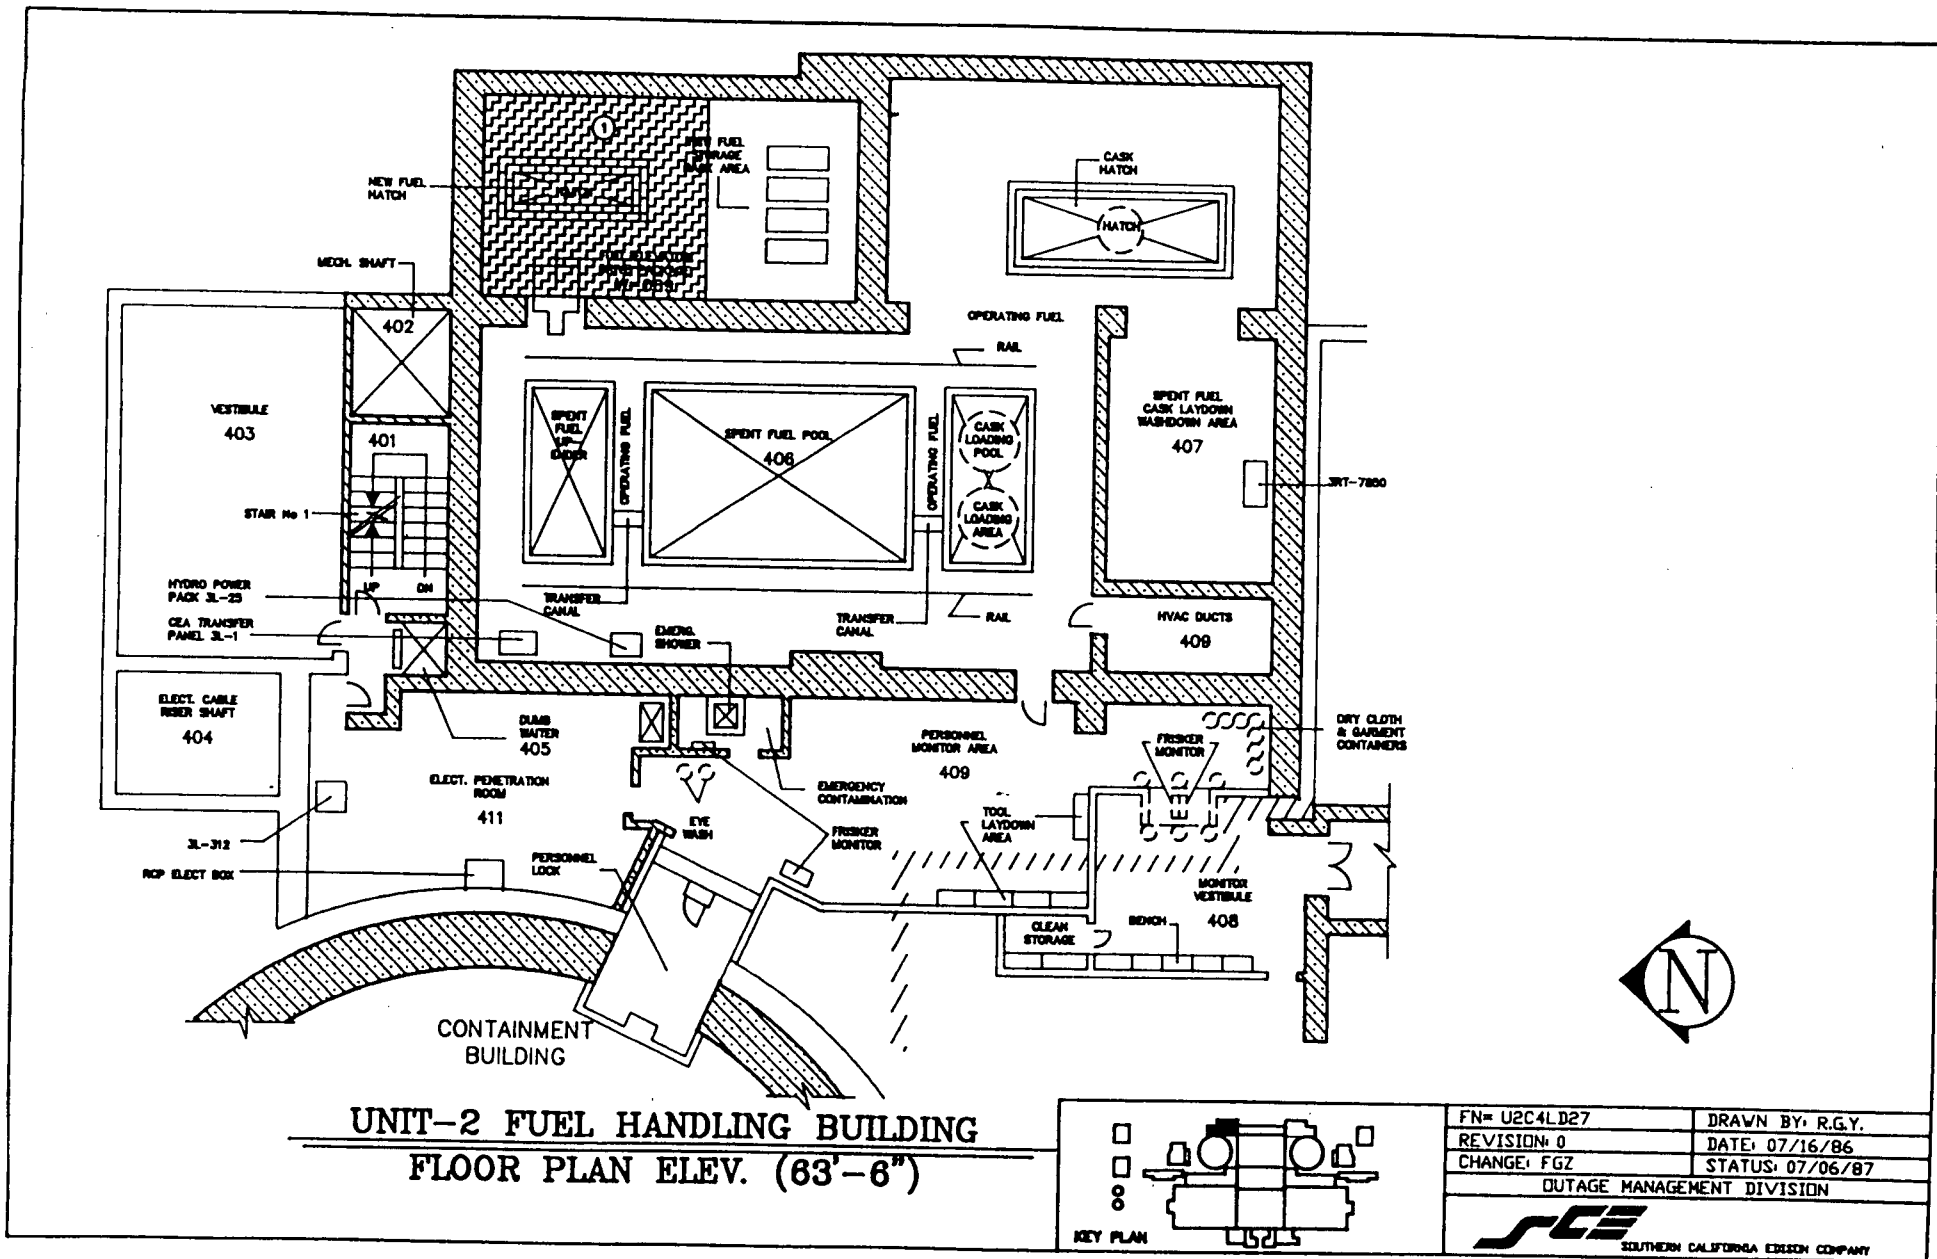 1
NEW FUEL
STORAGE
RACK AREA
NEW FUEL
HATCH
HATCH
CASK
HATCH
HATCH
MECH. SHAFT
402
OPERATING FUEL
RAIL
VESTIBULE
403
401
SPENT
FUEL
UP-
ENDER
OPERATING FUEL
SPENT FUEL POOL
406
OPERATING FUEL
CASK
LOADING
POOL
CASK
LOADING
AREA
SPENT FUEL
CASK LAYDOWN
WASHDOWN AREA
407
3RT-7850
STAIR No 1
UP
DN
HYDRO POWER
PACK 3L-25
CEA TRANSFER
PANEL 3L-1
TRANSFER
CANAL
EMERG.
SHOWER
TRANSFER
CANAL
RAIL
HVAC DUCTS
409
ELECT. CABLE
RISER SHAFT
404
DUMB
WAITER
405
PERSONNEL
MONITOR AREA
409
FRISKER
MONITOR
DRY CLOTH
& GARMENT
CONTAINERS
ELECT. PENETRATION
ROOM
411
EMERGENCY
CONTAMINATION
EYE
WASH
TOOL
LAYDOWN
AREA
FRISKER
MONITOR
3L-312
RCP ELECT BOX
PERSONNEL
LOCK
MONITOR
VESTIBULE
408
CLEAN
STORAGE
BENCH
N
CONTAINMENT
BUILDING
UNIT-2 FUEL HANDLING BUILDING
FLOOR PLAN ELEV. (63'-6")
KEY PLAN
FN= U2C4LD27
DRAWN BY: R.G.Y.
REVISION: 0
DATE: 07/16/86
CHANGE: FGZ
STATUS: 07/06/87
OUTAGE MANAGEMENT DIVISION
SCE
SOUTHERN CALIFORNIA EDISON COMPANY